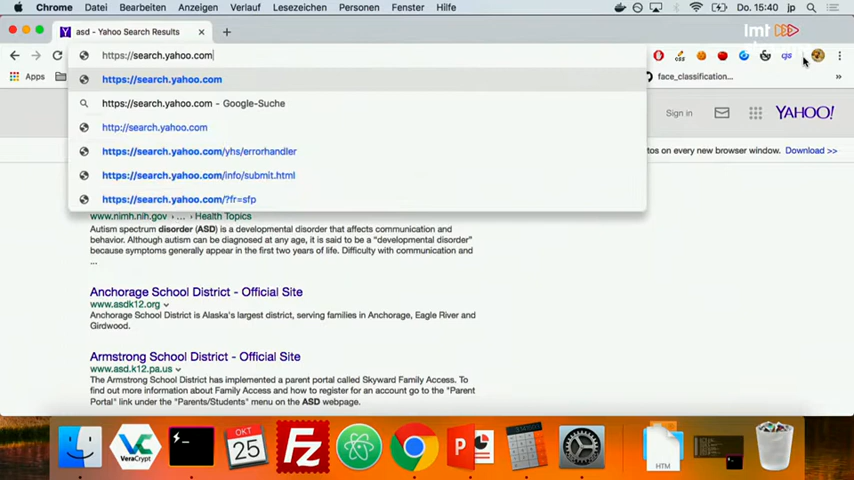 Chrome Datei Bearbeiten Anzeigen Verlauf Lesezeichen Personen Fenster Hilfe Do. 15:40 jp
asd - Yahoo Search Results
lmt
https://search.yahoo.com
Apps
face_classification...
https://search.yahoo.com
https://search.yahoo.com - Google-Suche
http://search.yahoo.com
https://search.yahoo.com/yhs/errorhandler
https://search.yahoo.com/info/submit.html
https://search.yahoo.com/?fr=sfp
Sign in YAHOO!
tos on every new browser window. Download >>
www.nimh.nih.gov › ... › Health Topics
Autism spectrum disorder (ASD) is a developmental disorder that affects communication and
behavior. Although autism can be diagnosed at any age, it is said to be a "developmental disorder"
because symptoms generally appear in the first two years of life. Difficulty with communication and
...
Anchorage School District - Official Site
www.asdk12.org
Anchorage School District is Alaska's largest district, serving families in Anchorage, Eagle River and
Girdwood.
Armstrong School District - Official Site
www.asd.k12.pa.us
The Armstrong School District has implemented a parent portal called Skyward Family Access. To
find out more information about Family Access and how to register for an account go to the "Parent
Portal" link under the "Parents/Students" menu on the ASD webpage.
VeraCrypt
OKT
25
Fz
P
HTM